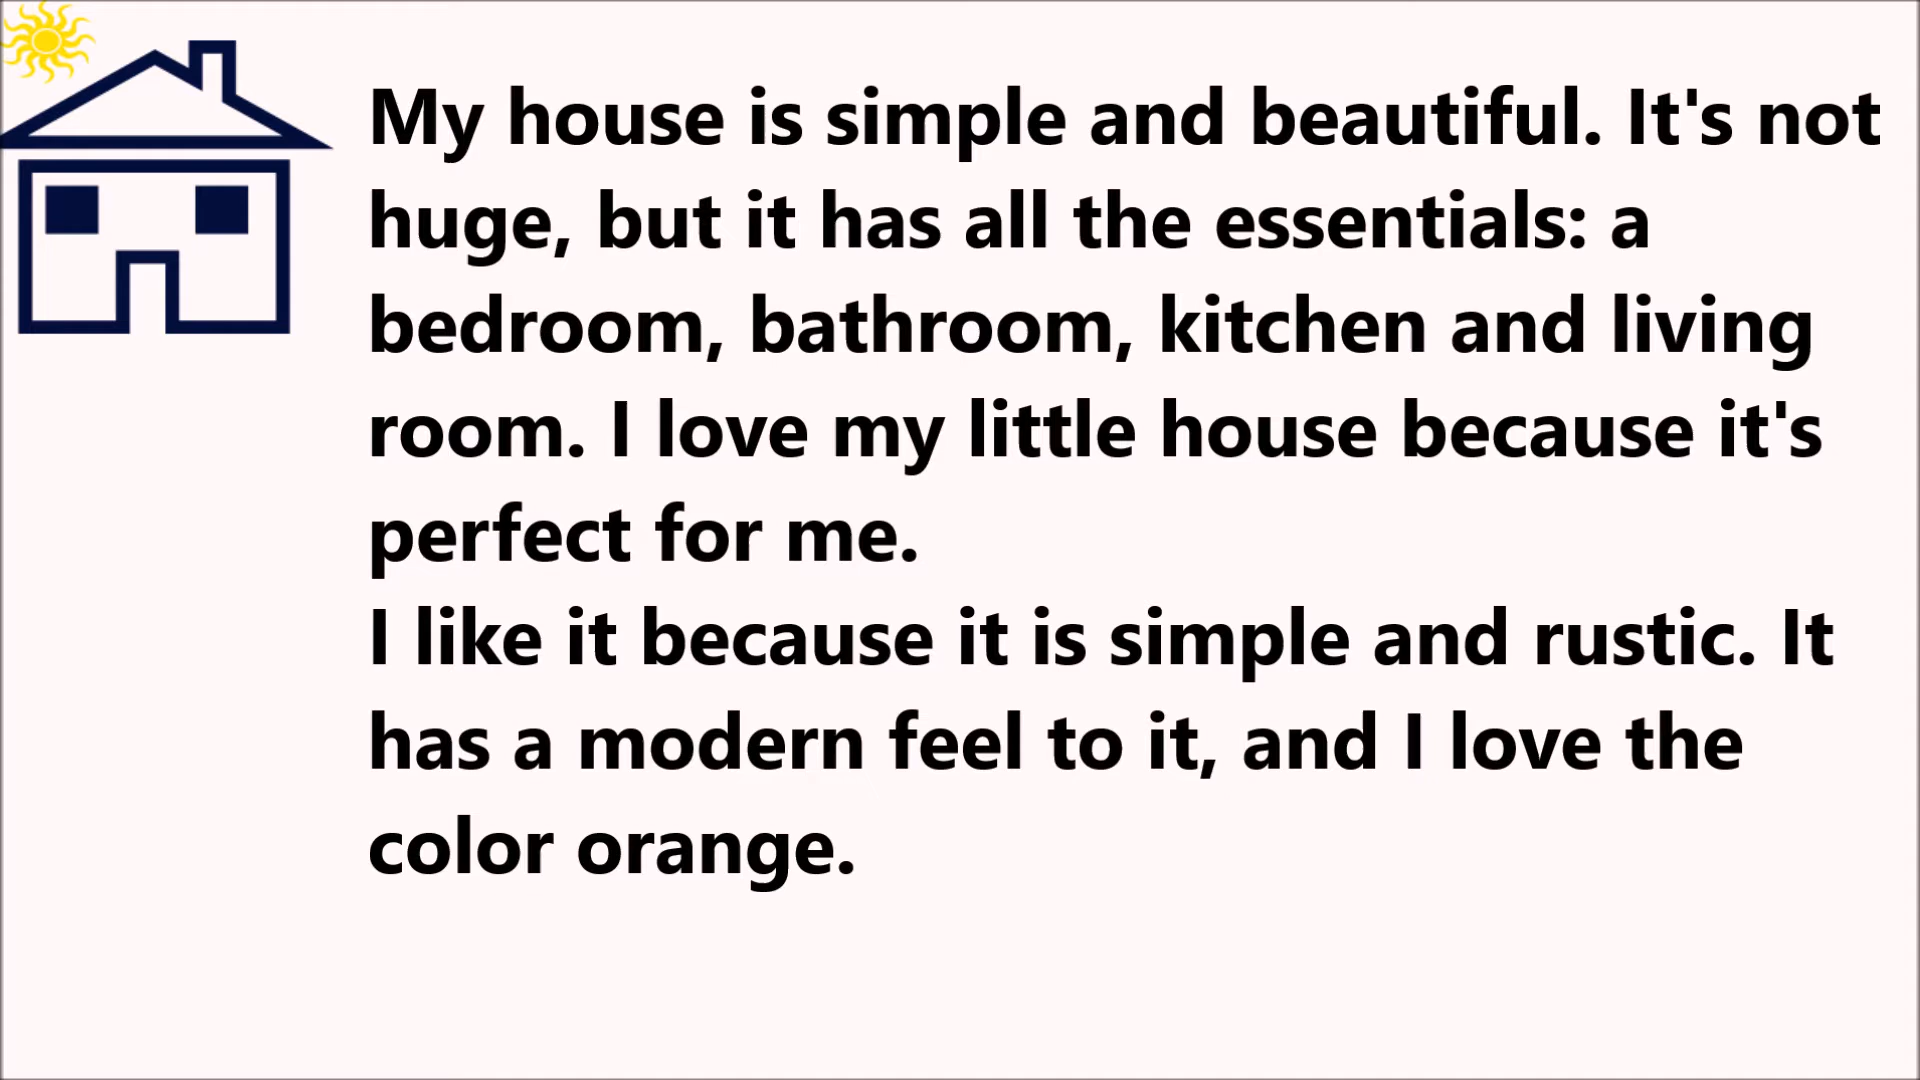 My house is simple and beautiful. It's not
huge, but it has all the essentials: a
bedroom, bathroom, kitchen and living
room. I love my little house because it's
perfect for me.
I like it because it is simple and rustic. It
has a modern feel to it, and I love the
color orange.